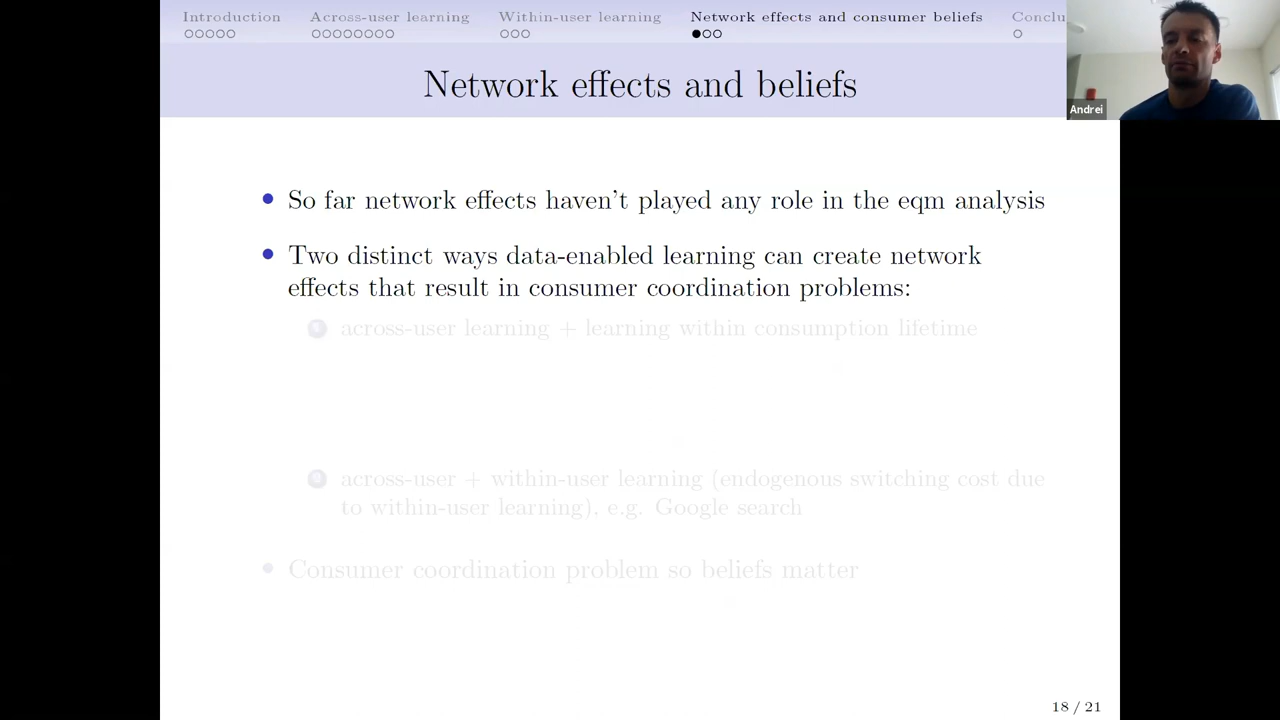 Introduction Across-user learning Within-user learning Network effects and consumer beliefs Conclu
Andrei
Network effects and beliefs
So far network effects haven't played any role in the eqm analysis
Two distinct ways data-enabled learning can create network
effects that result in consumer coordination problems:
1 across-user learning + learning within consumption lifetime
2 across-user + within-user learning (endogenous switching cost due
to within-user learning), e.g. Google search
Consumer coordination problem so beliefs matter
18 / 21